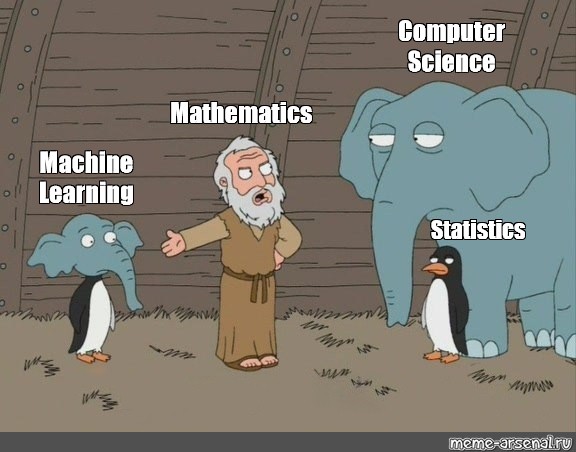 Computer
Science
Mathematics
Machine
Learning
Statistics
meme-arsenal.ru